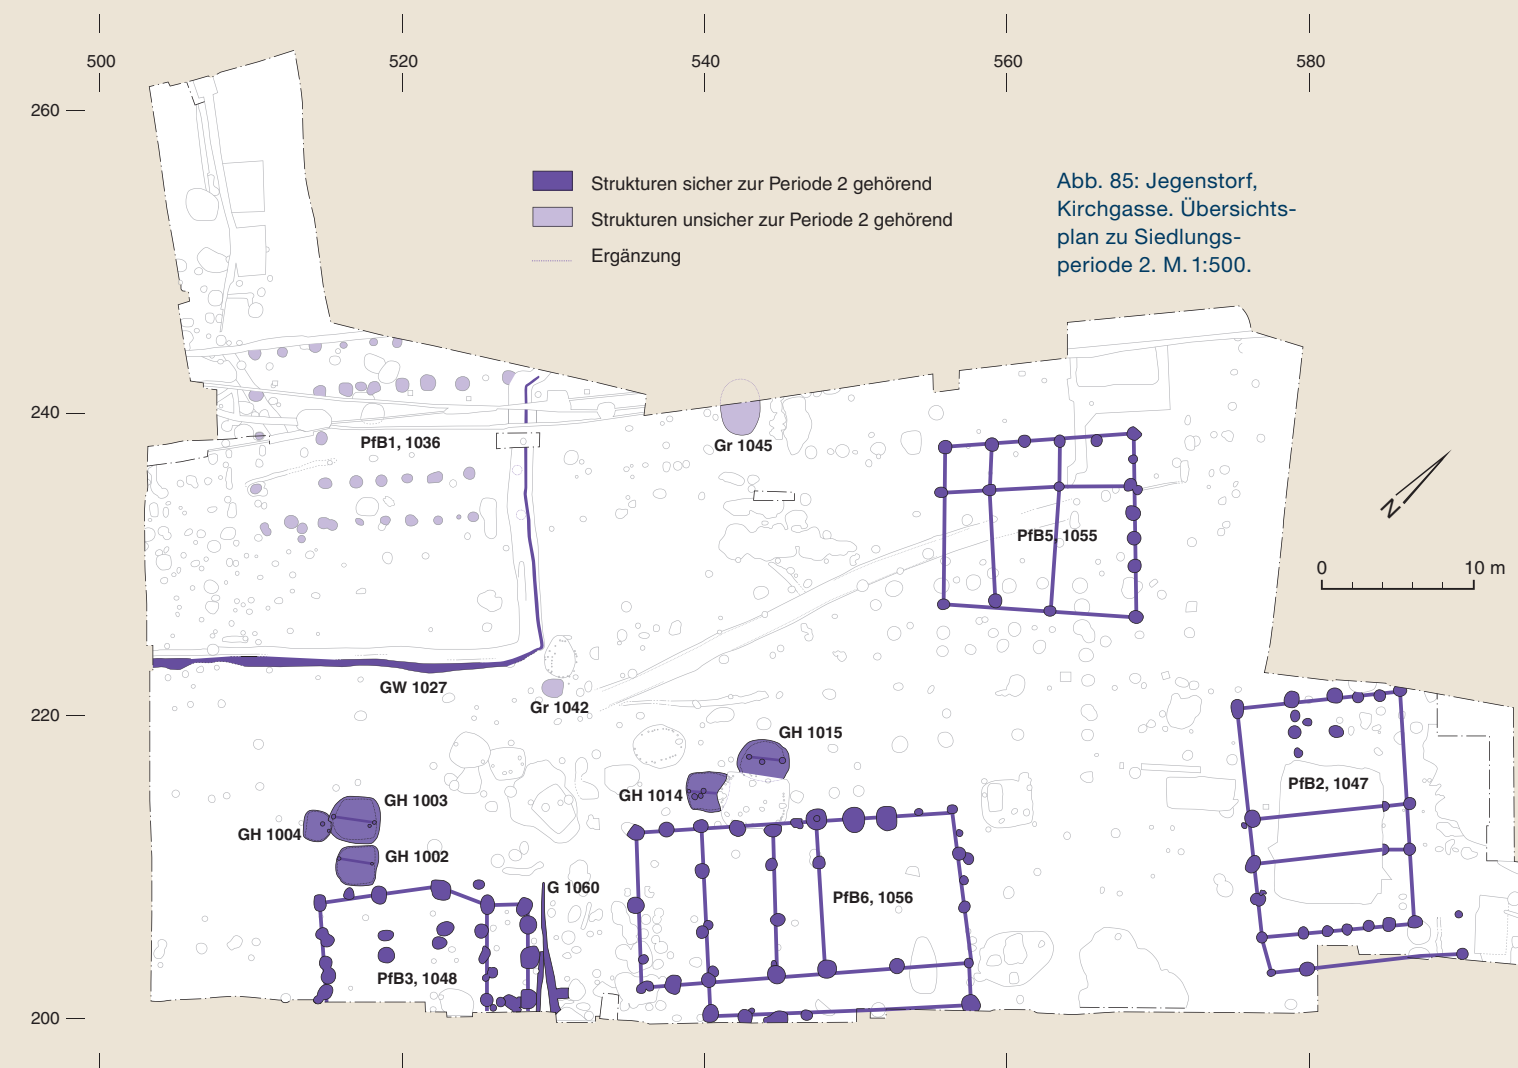 500
520
540
560
580
260
240
220
200
Strukturen sicher zur Periode 2 gehörend
Strukturen unsicher zur Periode 2 gehörend
Ergänzung
Abb. 85: Jegenstorf,
Kirchgasse. Übersichts-
plan zu Siedlungs-
periode 2. M. 1:500.
PfB1, 1036
Gr 1045
PfB5, 1055
N
0
10 m
GW 1027
Gr 1042
GH 1015
GH 1014
PfB2, 1047
GH 1003
GH 1004
GH 1002
G 1060
PfB6, 1056
PfB3, 1048